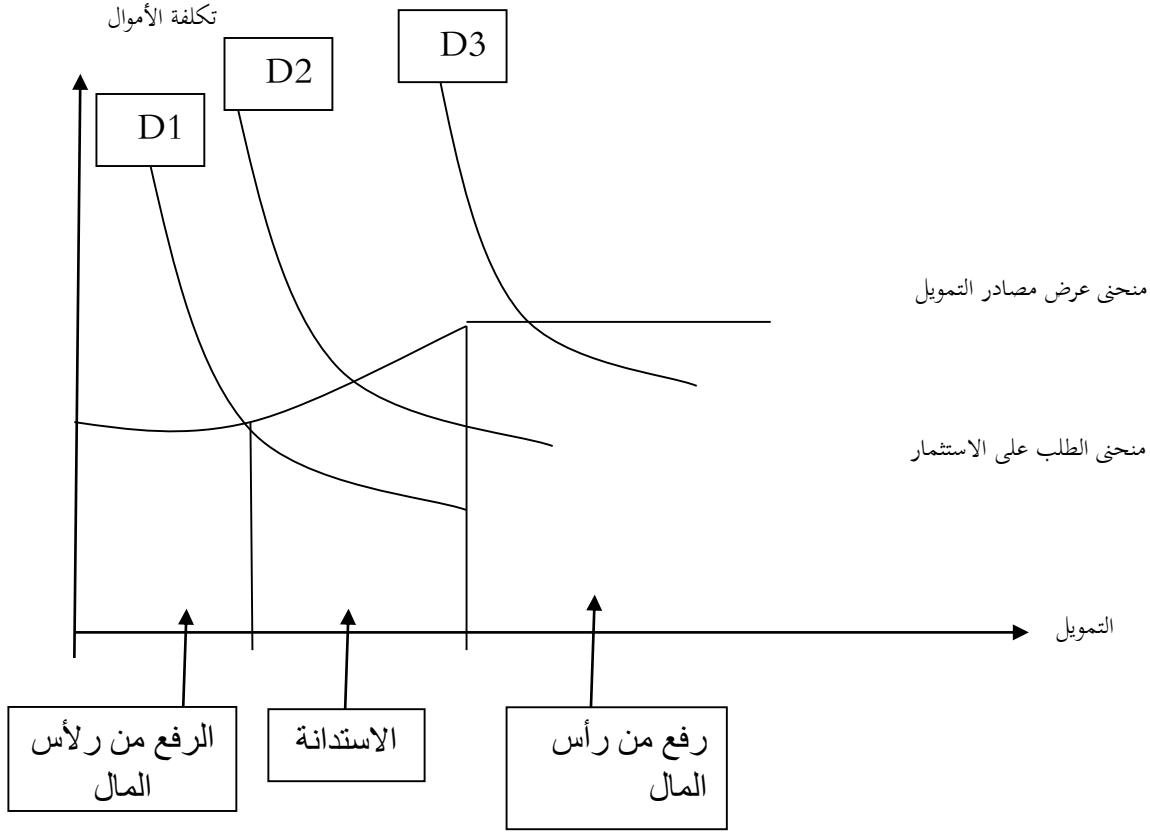 تكلفة الأموال
D3
D2
D1
منحنى عرض مصادر التمويل
منحنى الطلب على الاستثمار
التمويل
الرفع من رلأس
المال
الاستدانة
رفع من رأس
المال